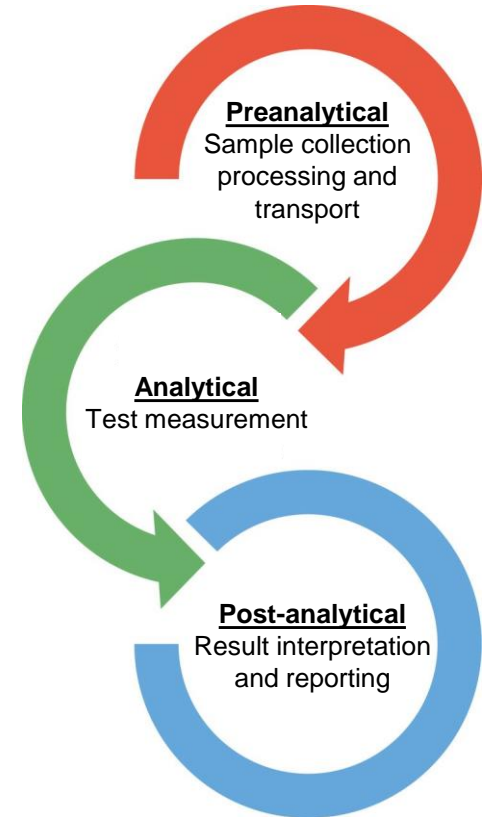 Preanalytical
Sample collection
processing and
transport
Analytical
Test measurement
Post-analytical
Result interpretation
and reporting